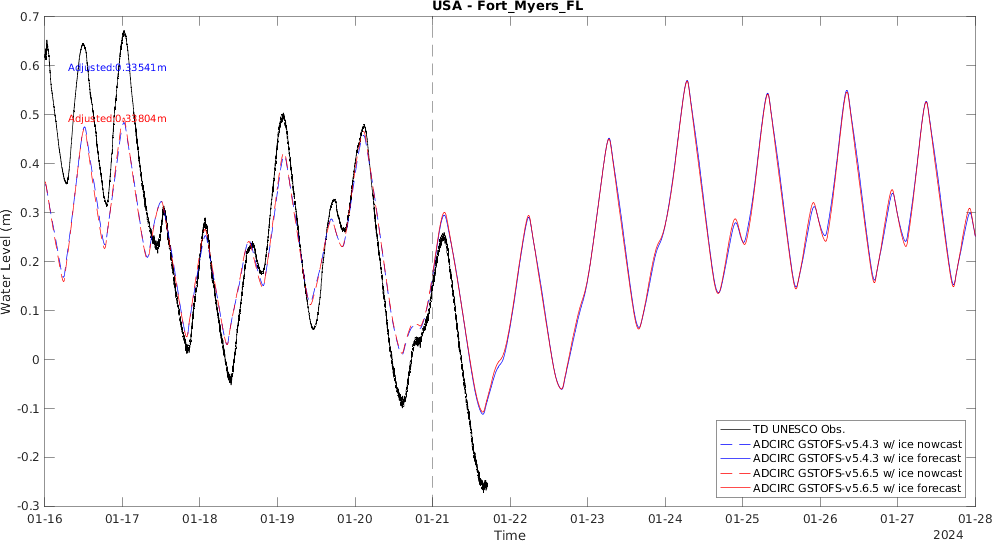 USA - Fort_Myers_FL
0.7
0.6
0.5
0.4
0.3
0.2
0.1
0
-0.1
-0.2
-0.3
Water Level (m)
Adjusted:0.33541m
Adjusted:0.33804m
TD UNESCO Obs.
ADCIRC GSTOFS-v5.4.3 w/ ice nowcast
ADCIRC GSTOFS-v5.4.3 w/ ice forecast
ADCIRC GSTOFS-v5.6.5 w/ ice nowcast
ADCIRC GSTOFS-v5.6.5 w/ ice forecast
01-16 01-17 01-18 01-19 01-20 01-21 01-22 01-23 01-24 01-25 01-26 01-27 01-28
Time
2024